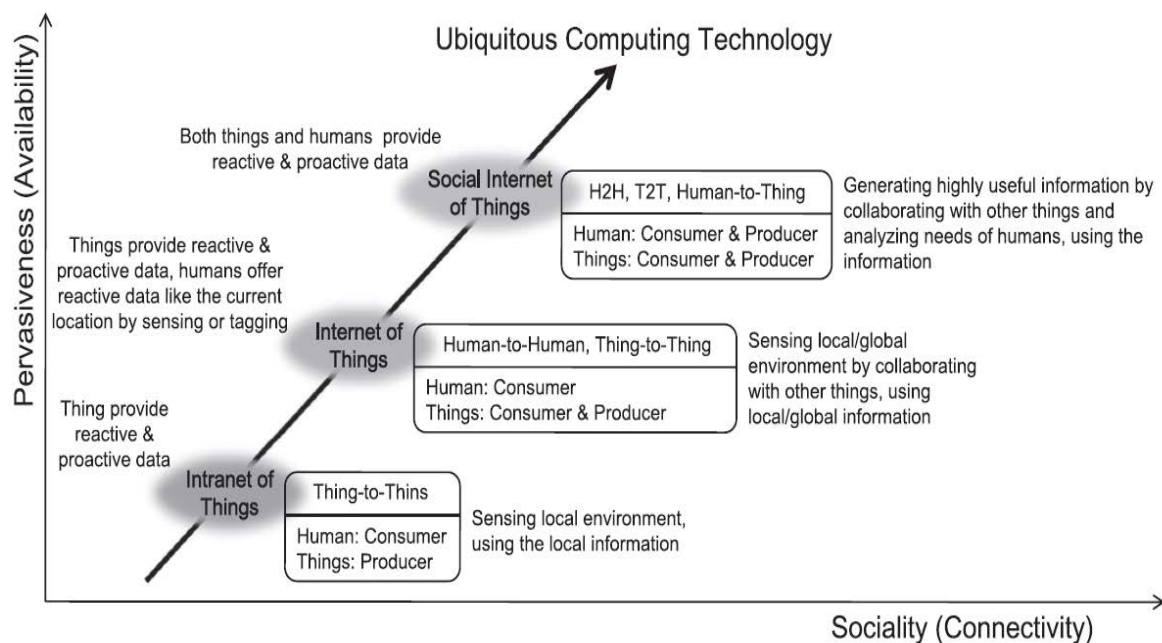 Ubiquitous Computing Technology
Pervasiveness (Availability)
Both things and humans provide
reactive & proactive data
Social Internet
of Things
H2H, T2T, Human-to-Thing
Human: Consumer & Producer
Things: Consumer & Producer
Generating highly useful information by
collaborating with other things and
analyzing needs of humans, using the
information
Things provide reactive &
proactive data, humans offer
reactive data like the current
location by sensing or tagging
Internet of
Things
Human-to-Human, Thing-to-Thing
Human: Consumer
Things: Consumer & Producer
Sensing local/global
environment by collaborating
with other things, using
local/global information
Thing provide
reactive &
proactive data
Intranet of
Things
Thing-to-Thins
Human: Consumer
Things: Producer
Sensing local environment,
using the local information
Sociality (Connectivity)